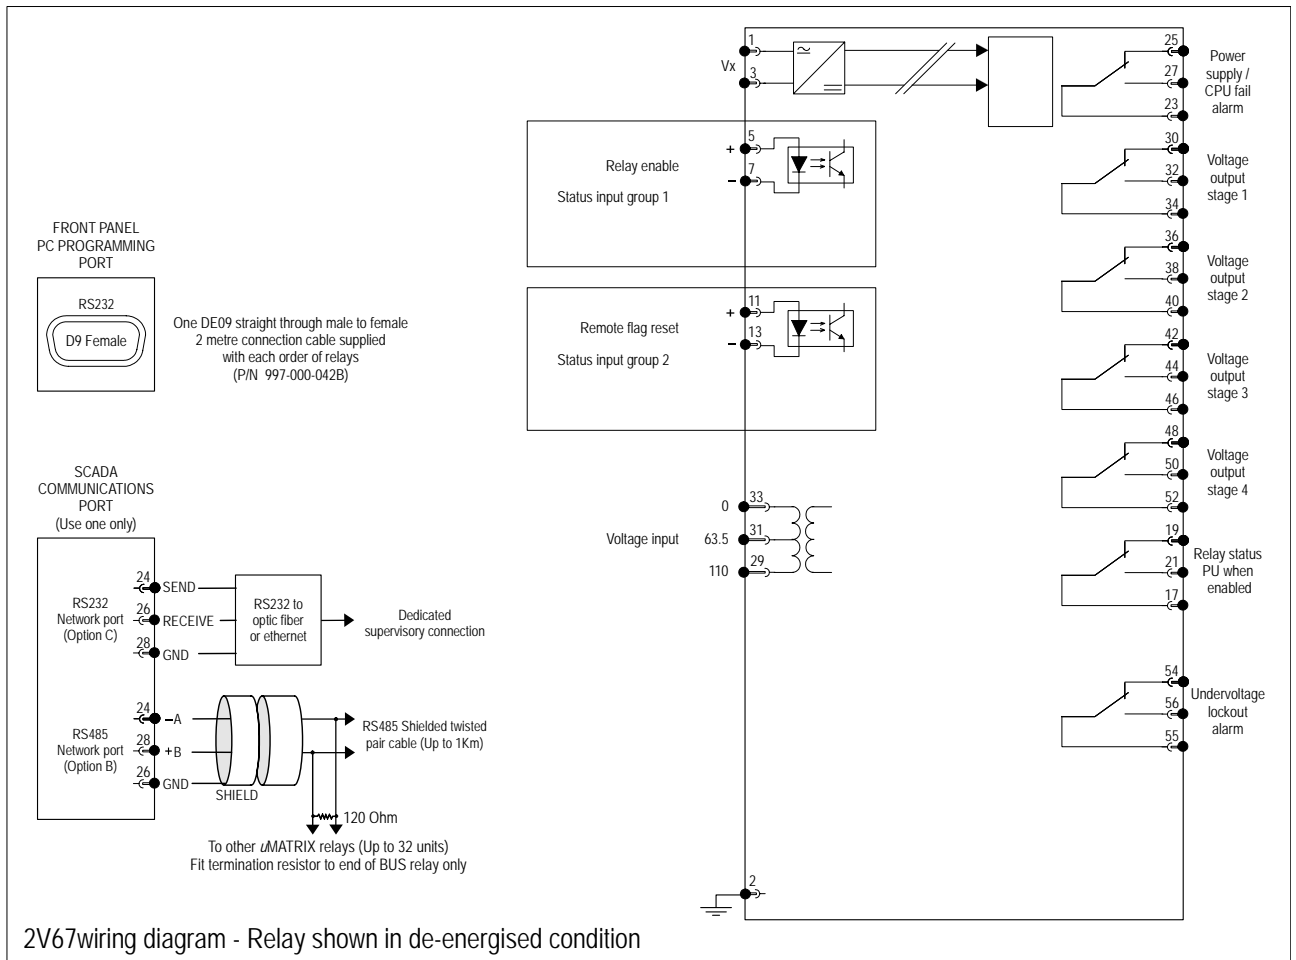 FRONT PANEL
PC PROGRAMMING
PORT
RS232
D9 Female
One DE09 straight through male to female
2 metre connection cable supplied
with each order of relays
(P/N 997-000-042B)
SCADA
COMMUNICATIONS
PORT
(Use one only)
RS232
Network port
(Option C)
24
SEND
26
RECEIVE
28
GND
RS232 to
optic fiber
or ethernet
Dedicated
supervisory connection
RS485
Network port
(Option B)
24
–A
28
+B
26
GND
SHIELD
RS485 Shielded twisted
pair cable (Up to 1Km)
120 Ohm
To other uMATRIX relays (Up to 32 units)
Fit termination resistor to end of BUS relay only
Vx
1
3
Relay enable
Status input group 1
+
5
–
7
Remote flag reset
Status input group 2
+
11
–
13
Voltage input
0
33
63.5
31
110
29
2
25
27
23
Power
supply /
CPU fail
alarm
30
32
34
Voltage
output
stage 1
36
38
40
Voltage
output
stage 2
42
44
46
Voltage
output
stage 3
48
50
52
Voltage
output
stage 4
19
21
17
Relay status
PU when
enabled
54
56
55
Undervoltage
lockout
alarm
2V67wiring diagram - Relay shown in de-energised condition